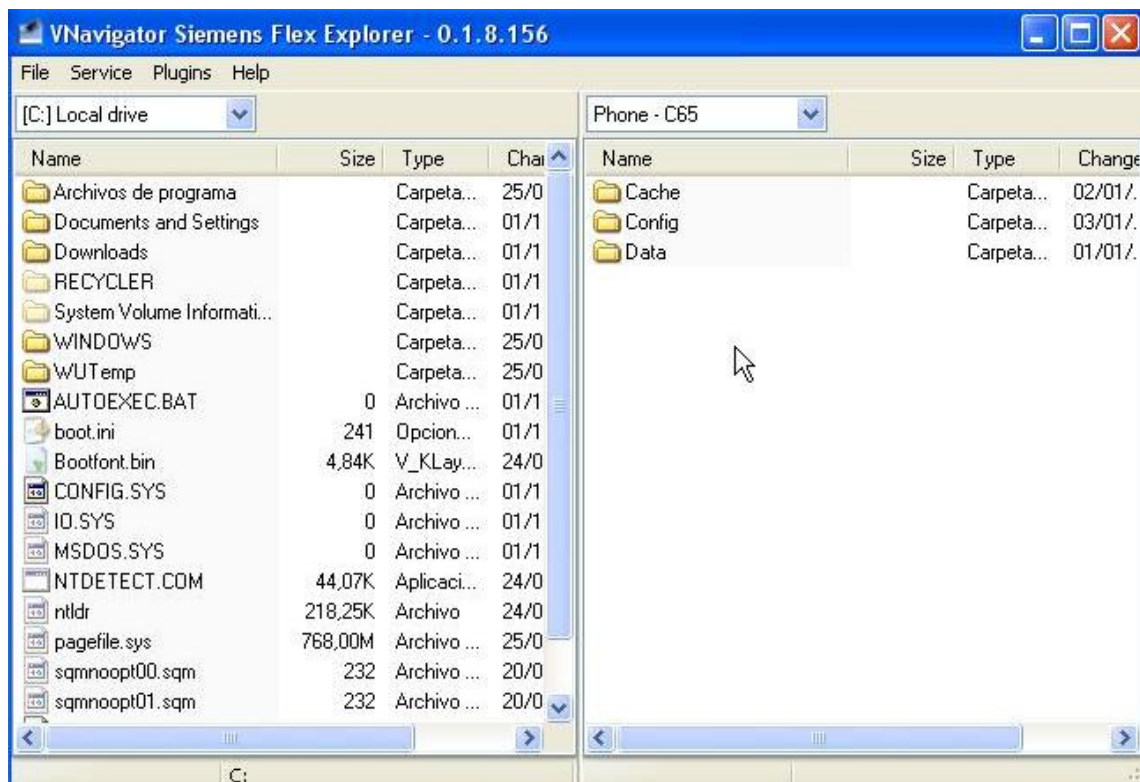 VNavigator Siemens Flex Explorer - 0.1.8.156
File Service Plugins Help
[C:] Local drive
Name Size Type Chai
Archivos de programa Carpeta... 25/0
Documents and Settings Carpeta... 01/1
Downloads Carpeta... 01/1
RECYCLER Carpeta... 01/1
System Volume Informati... Carpeta... 01/1
WINDOWS Carpeta... 25/0
WUTemp Carpeta... 25/0
AUTOEXEC.BAT 0 Archivo ... 01/1
boot.ini 241 Opcion... 01/1
Bootfont.bin 4,84K V_KLay... 24/0
CONFIG.SYS 0 Archivo ... 01/1
IO.SYS 0 Archivo ... 01/1
MSDOS.SYS 0 Archivo ... 01/1
NTDETECT.COM 44,07K Aplicaci... 24/0
ntldr 218,25K Archivo 24/0
pagefile.sys 768,00M Archivo ... 25/0
sqmnoopt00.sqm 232 Archivo ... 20/0
sqmnoopt01.sqm 232 Archivo ... 20/0
C:
Phone - C65
Name Size Type Change
Cache Carpeta... 02/01/.
Config Carpeta... 03/01/.
Data Carpeta... 01/01/.